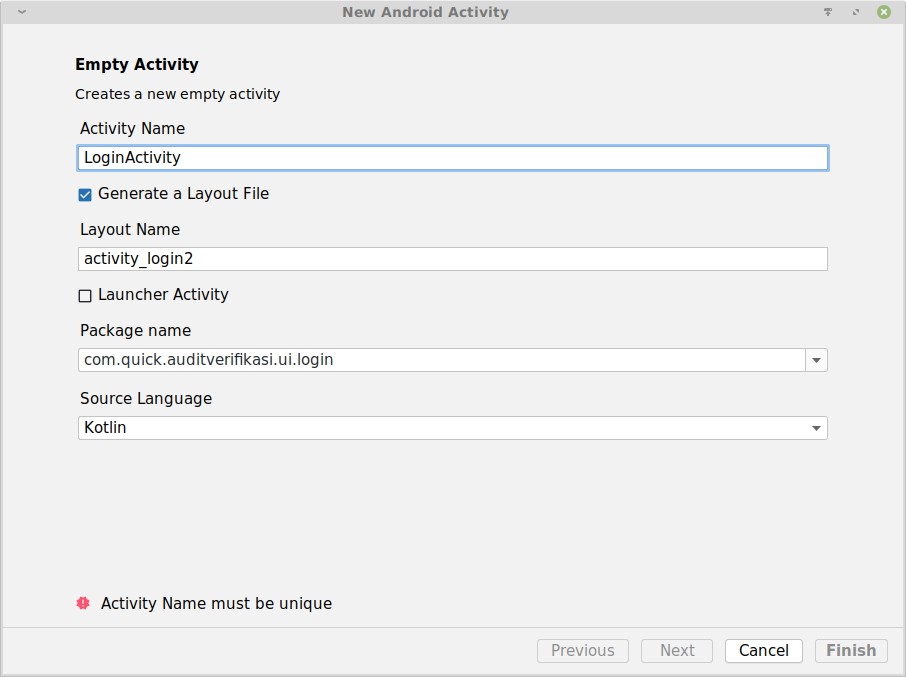 New Android Activity
Empty Activity
Creates a new empty activity
Activity Name
LoginActivity
Generate a Layout File
Layout Name
activity_login2
Launcher Activity
Package name
com.quick.auditverifikasi.ui.login
Source Language
Kotlin
Activity Name must be unique
Previous Next Cancel Finish